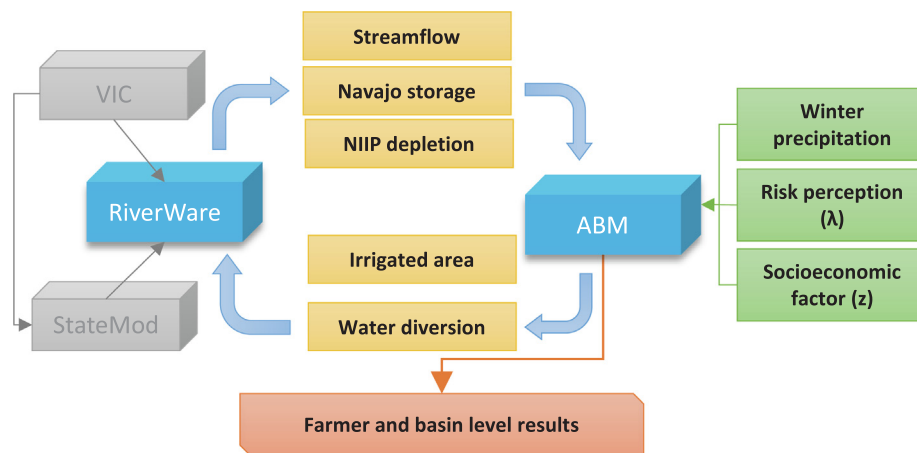 Streamflow
VIC
Navajo storage
NIIP depletion
Winter
precipitation
RiverWare
ABM
Risk perception
(λ)
Irrigated area
Socioeconomic
factor (z)
StateMod
Water diversion
Farmer and basin level results